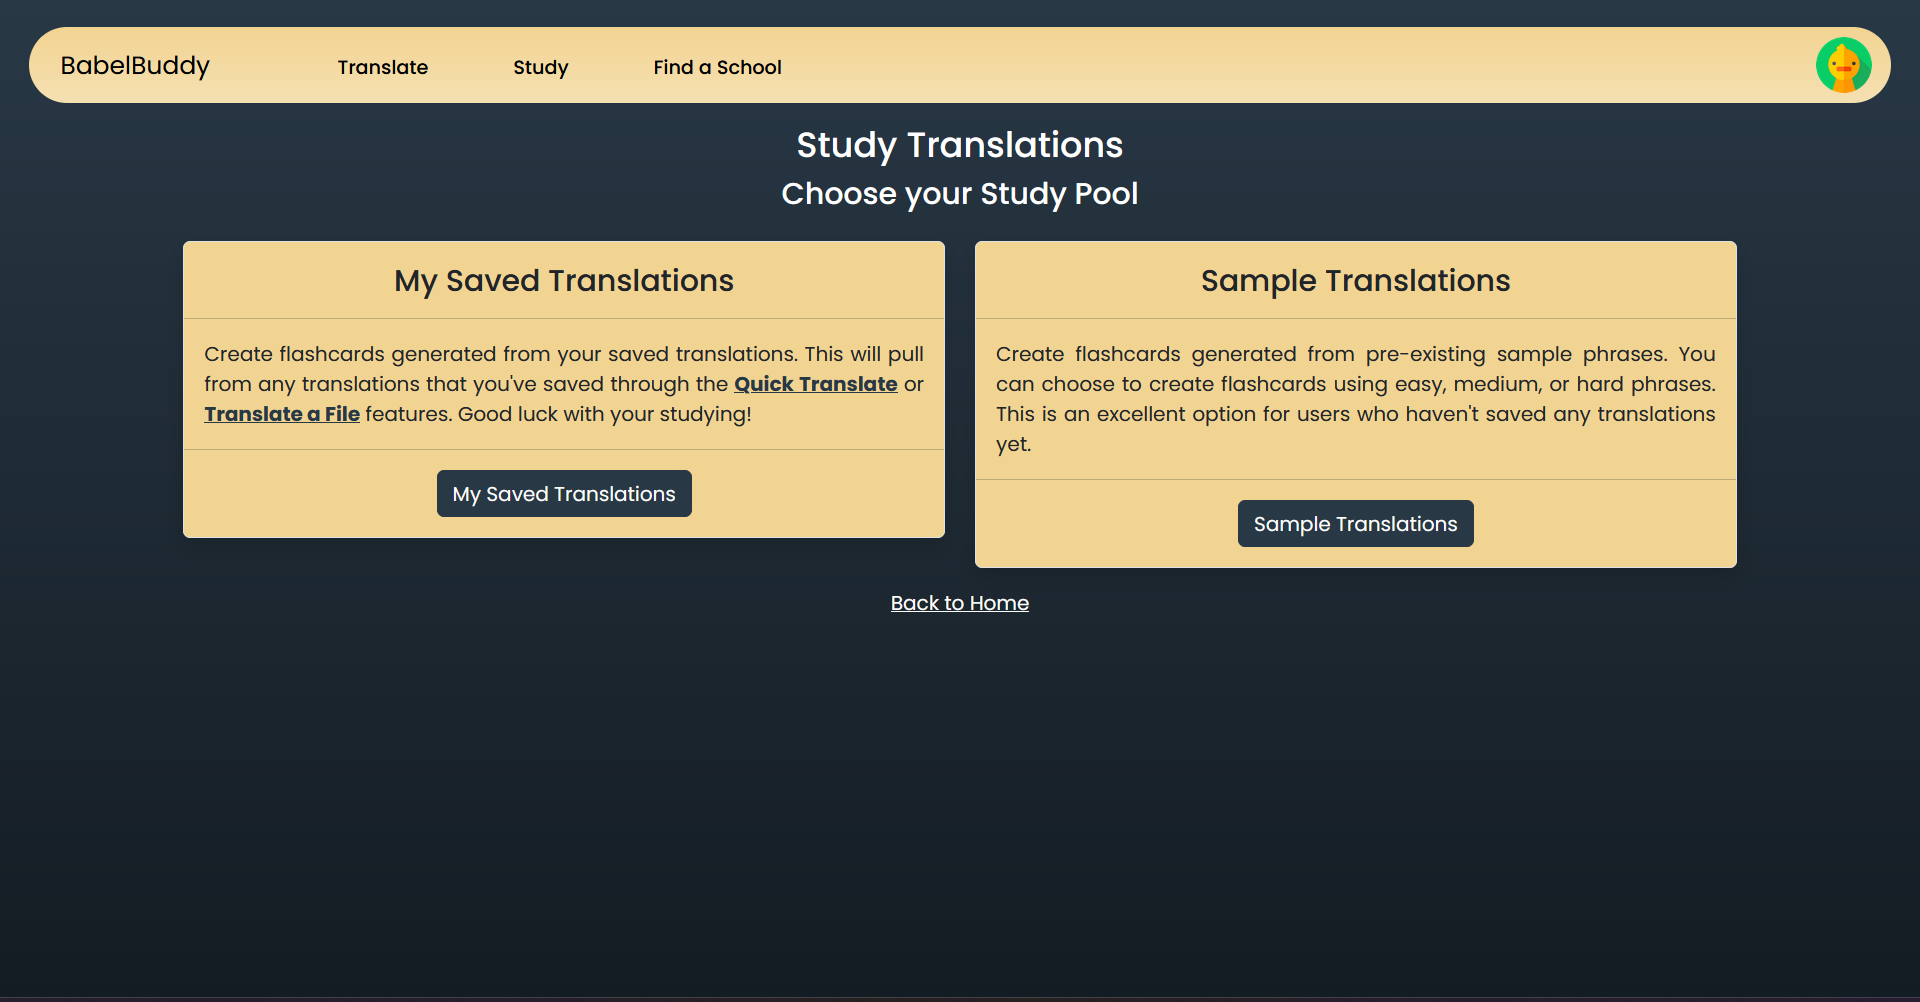 BabelBuddy Translate Study Find a School
Study Translations
Choose your Study Pool
My Saved Translations
Create flashcards generated from your saved translations. This will pull
from any translations that you've saved through the Quick Translate or
Translate a File features. Good luck with your studying!
My Saved Translations
Sample Translations
Create flashcards generated from pre-existing sample phrases. You
can choose to create flashcards using easy, medium, or hard phrases.
This is an excellent option for users who haven't saved any translations
yet.
Sample Translations
Back to Home